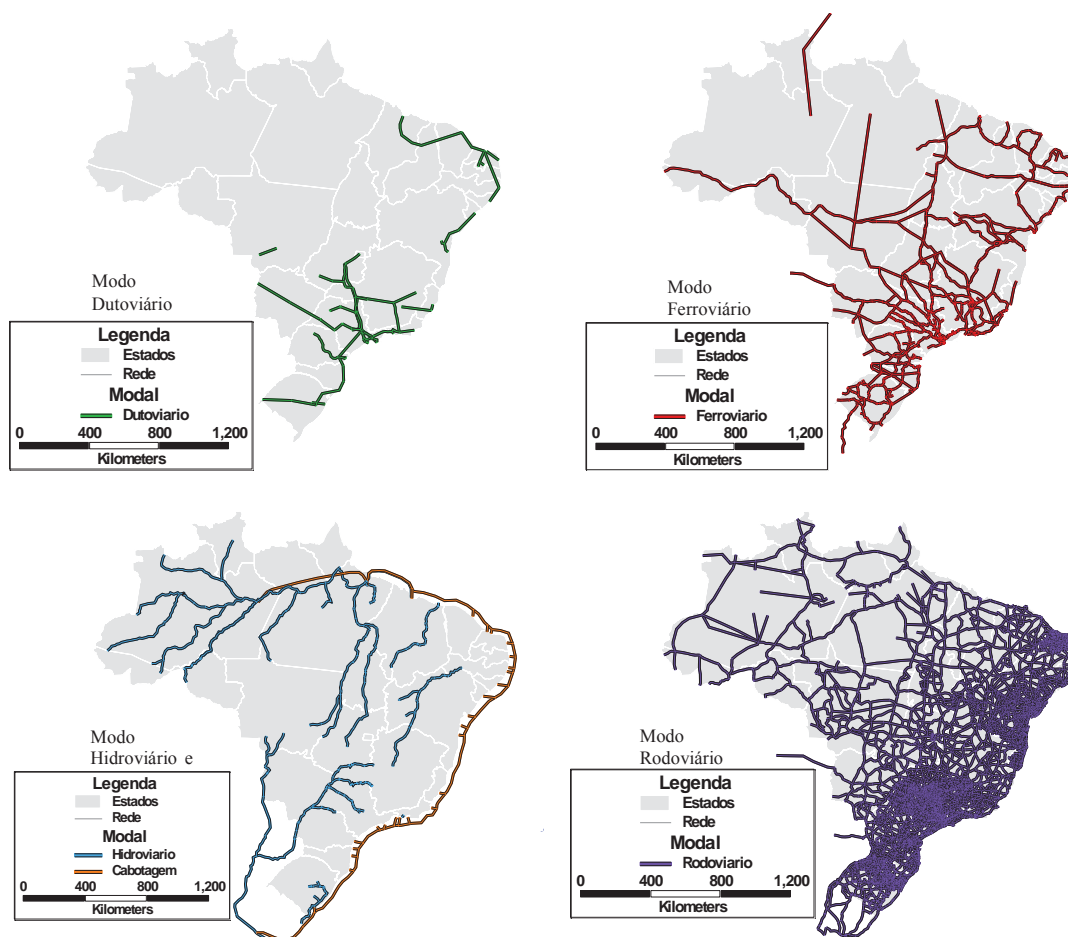 Modo
Dutoviário
Legenda
Estados
Rede
Modal
Dutoviario
0 400 800 1,200
Kilometers
Modo
Ferroviário
Legenda
Estados
Rede
Modal
Ferroviario
0 400 800 1,200
Kilometers
Modo
Hidroviário e
Legenda
Estados
Rede
Modal
Hidroviario
Cabotagem
0 400 800 1,200
Kilometers
Modo
Rodoviário
Legenda
Estados
Rede
Modal
Rodoviario
0 400 800 1,200
Kilometers